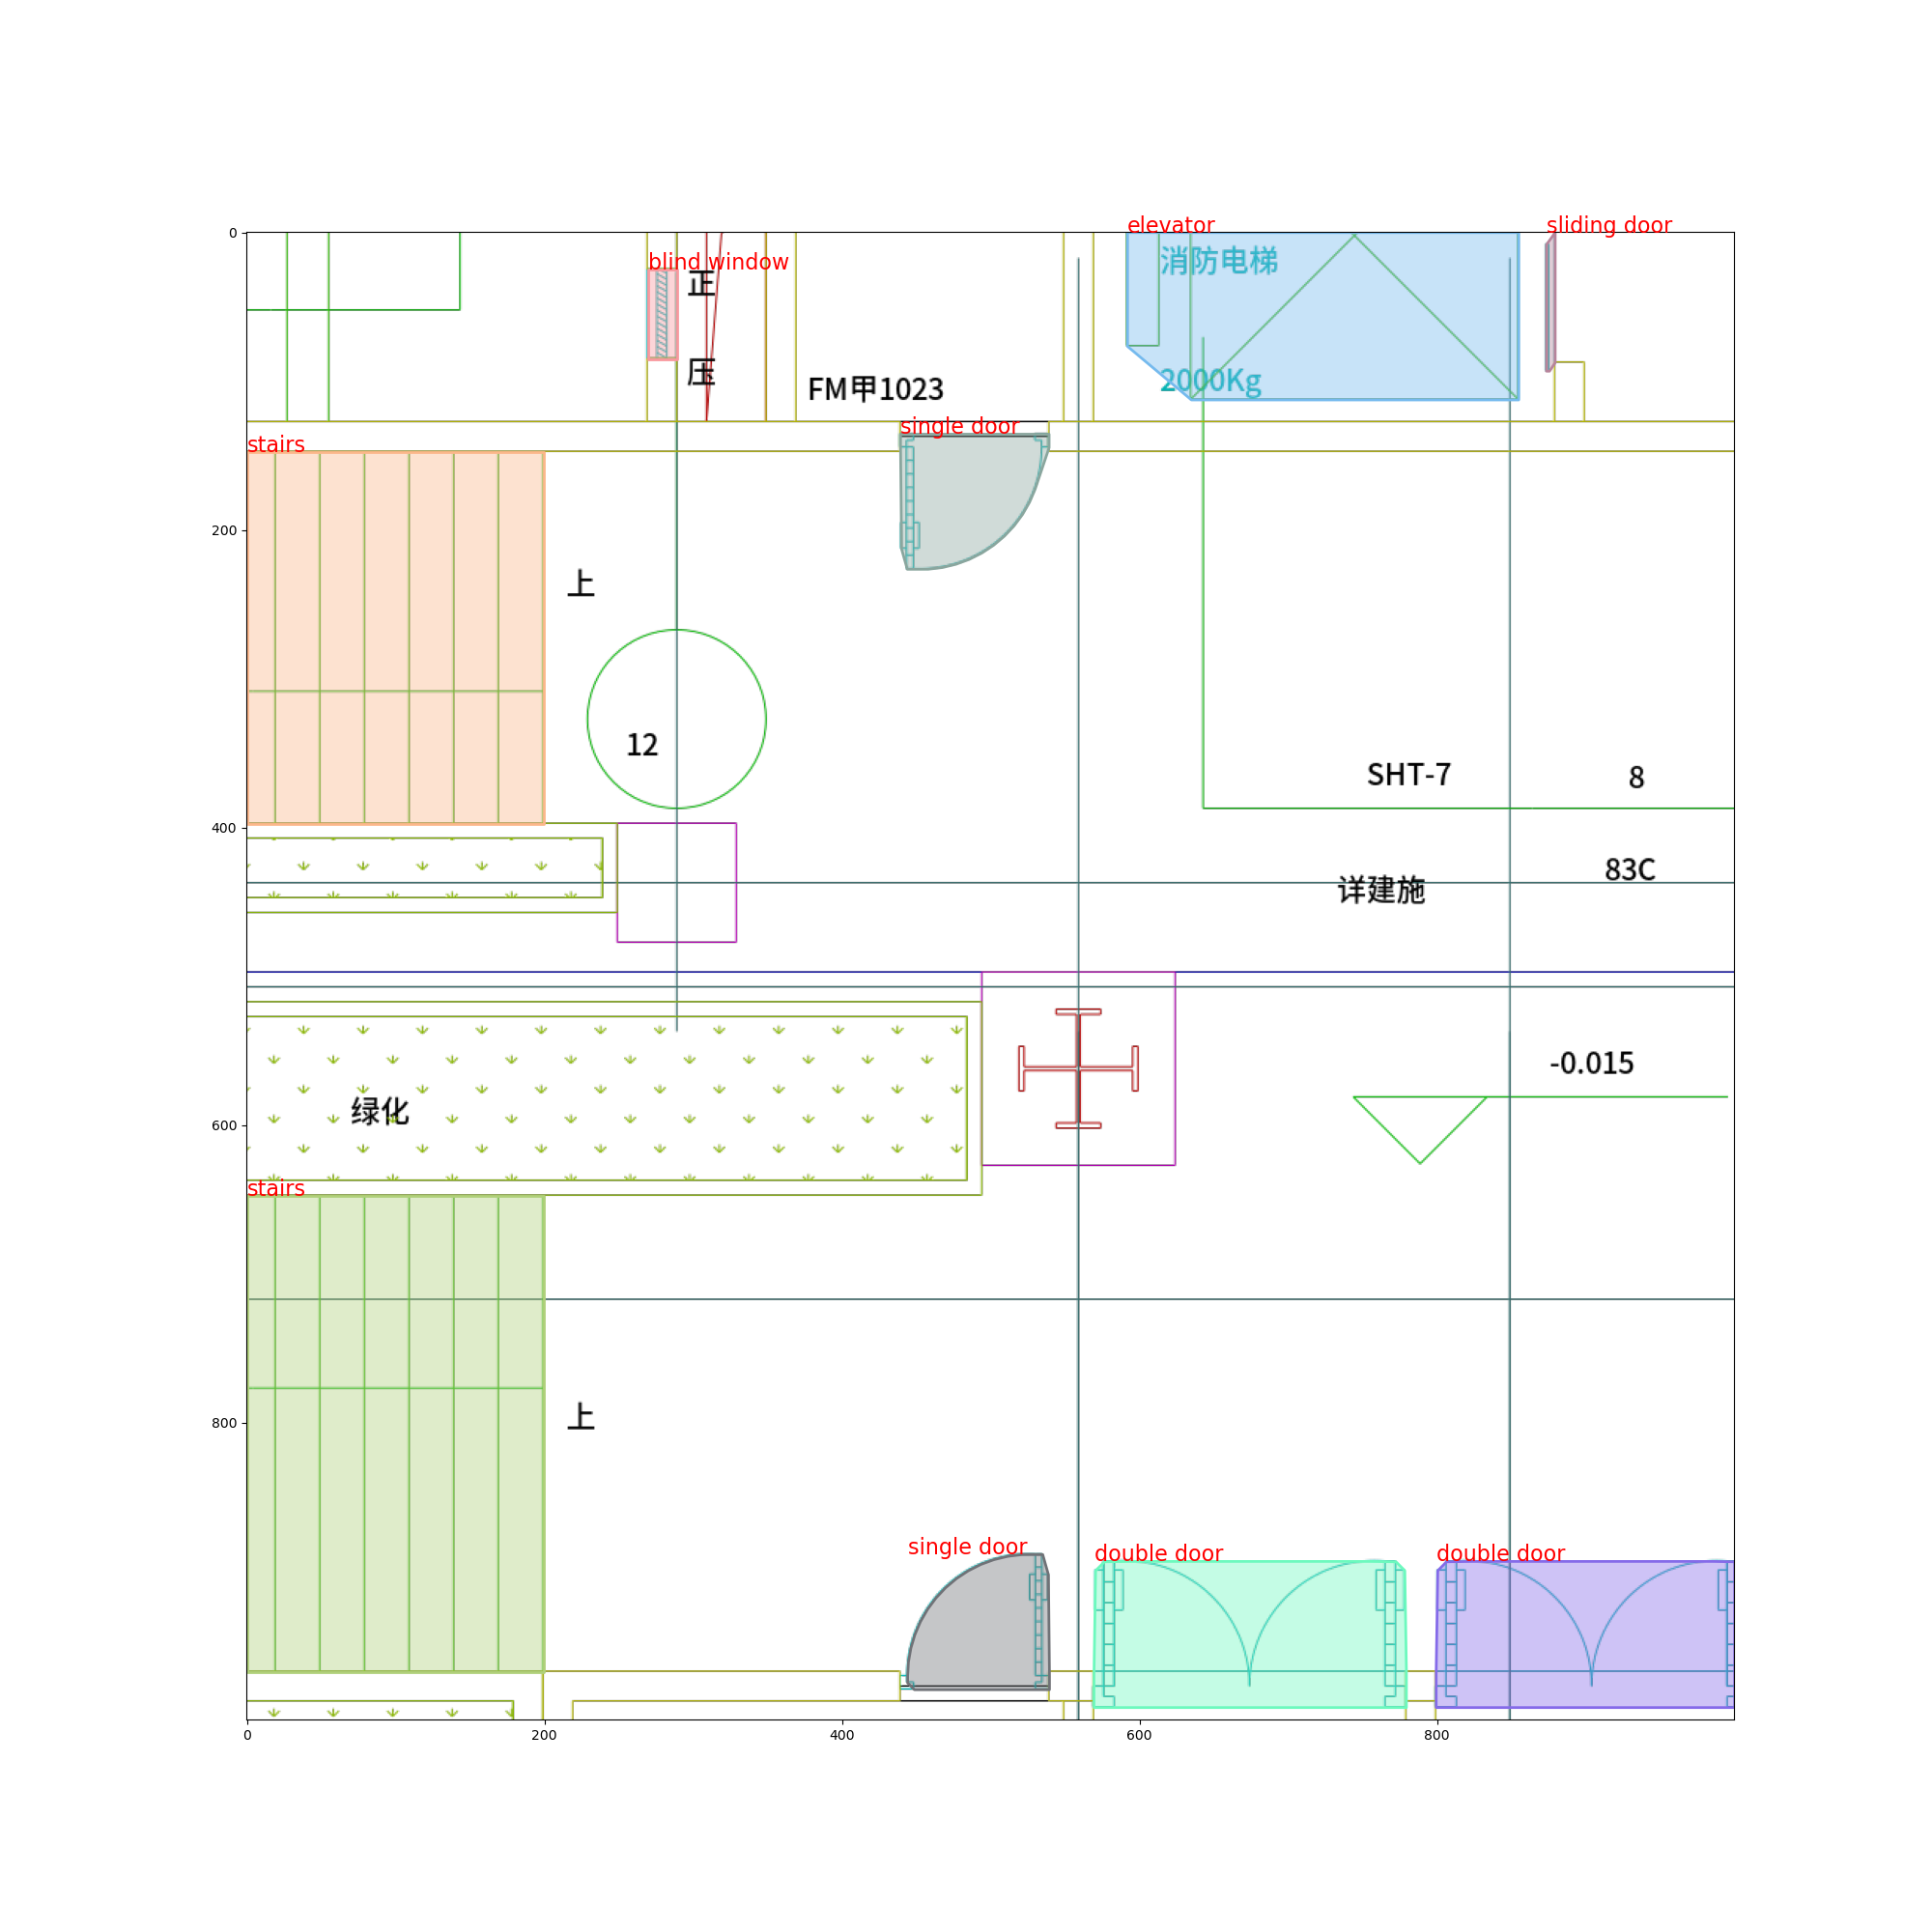 elevator
sliding door
0
消防电梯
blind window
正
压
2000Kg
FM甲1023
single door
stairs
200
上
12
SHT-7
8
400
83C
详建施
-0.015
绿化
600
stairs
800
上
single door
double door
double door
0
200
400
600
800